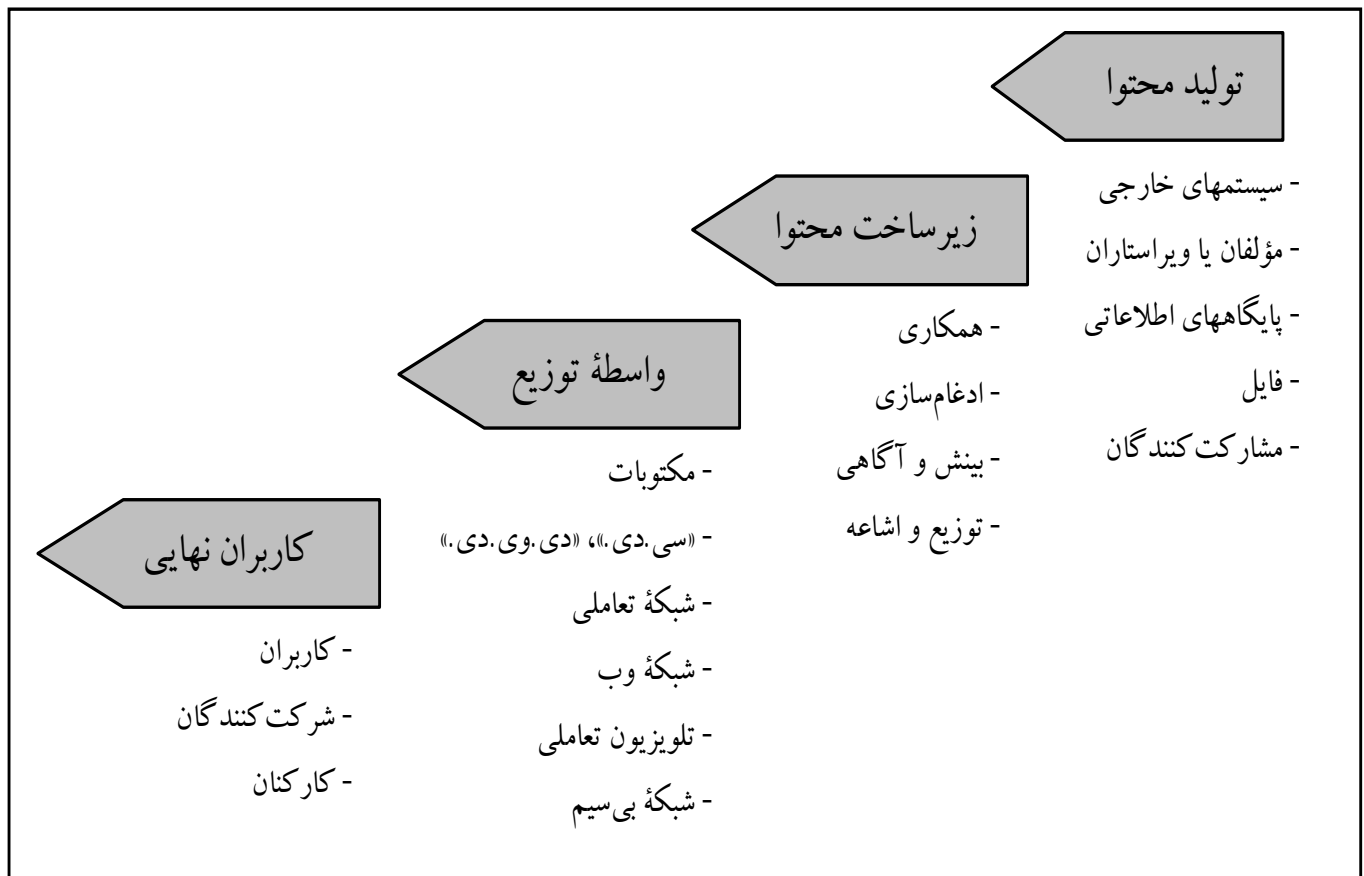 تولید محتوا
- سیستمهای خارجی
- مؤلفان یا ویراستاران
- پایگاههای اطلاعاتی
- فایل
- مشارکت‌کنندگان
زیرساخت محتوا
- همکاری
- ادغام‌سازی
- بینش و آگاهی
- توزیع و اشاعه
واسطهٔ توزیع
- مکتوبات
- «سی.دی.»، «دی.وی.دی.»
- شبکهٔ تعاملی
- شبکهٔ وب
- تلویزیون تعاملی
- شبکهٔ بی‌سیم
کاربران نهایی
- کاربران
- شرکت‌کنندگان
- کارکنان